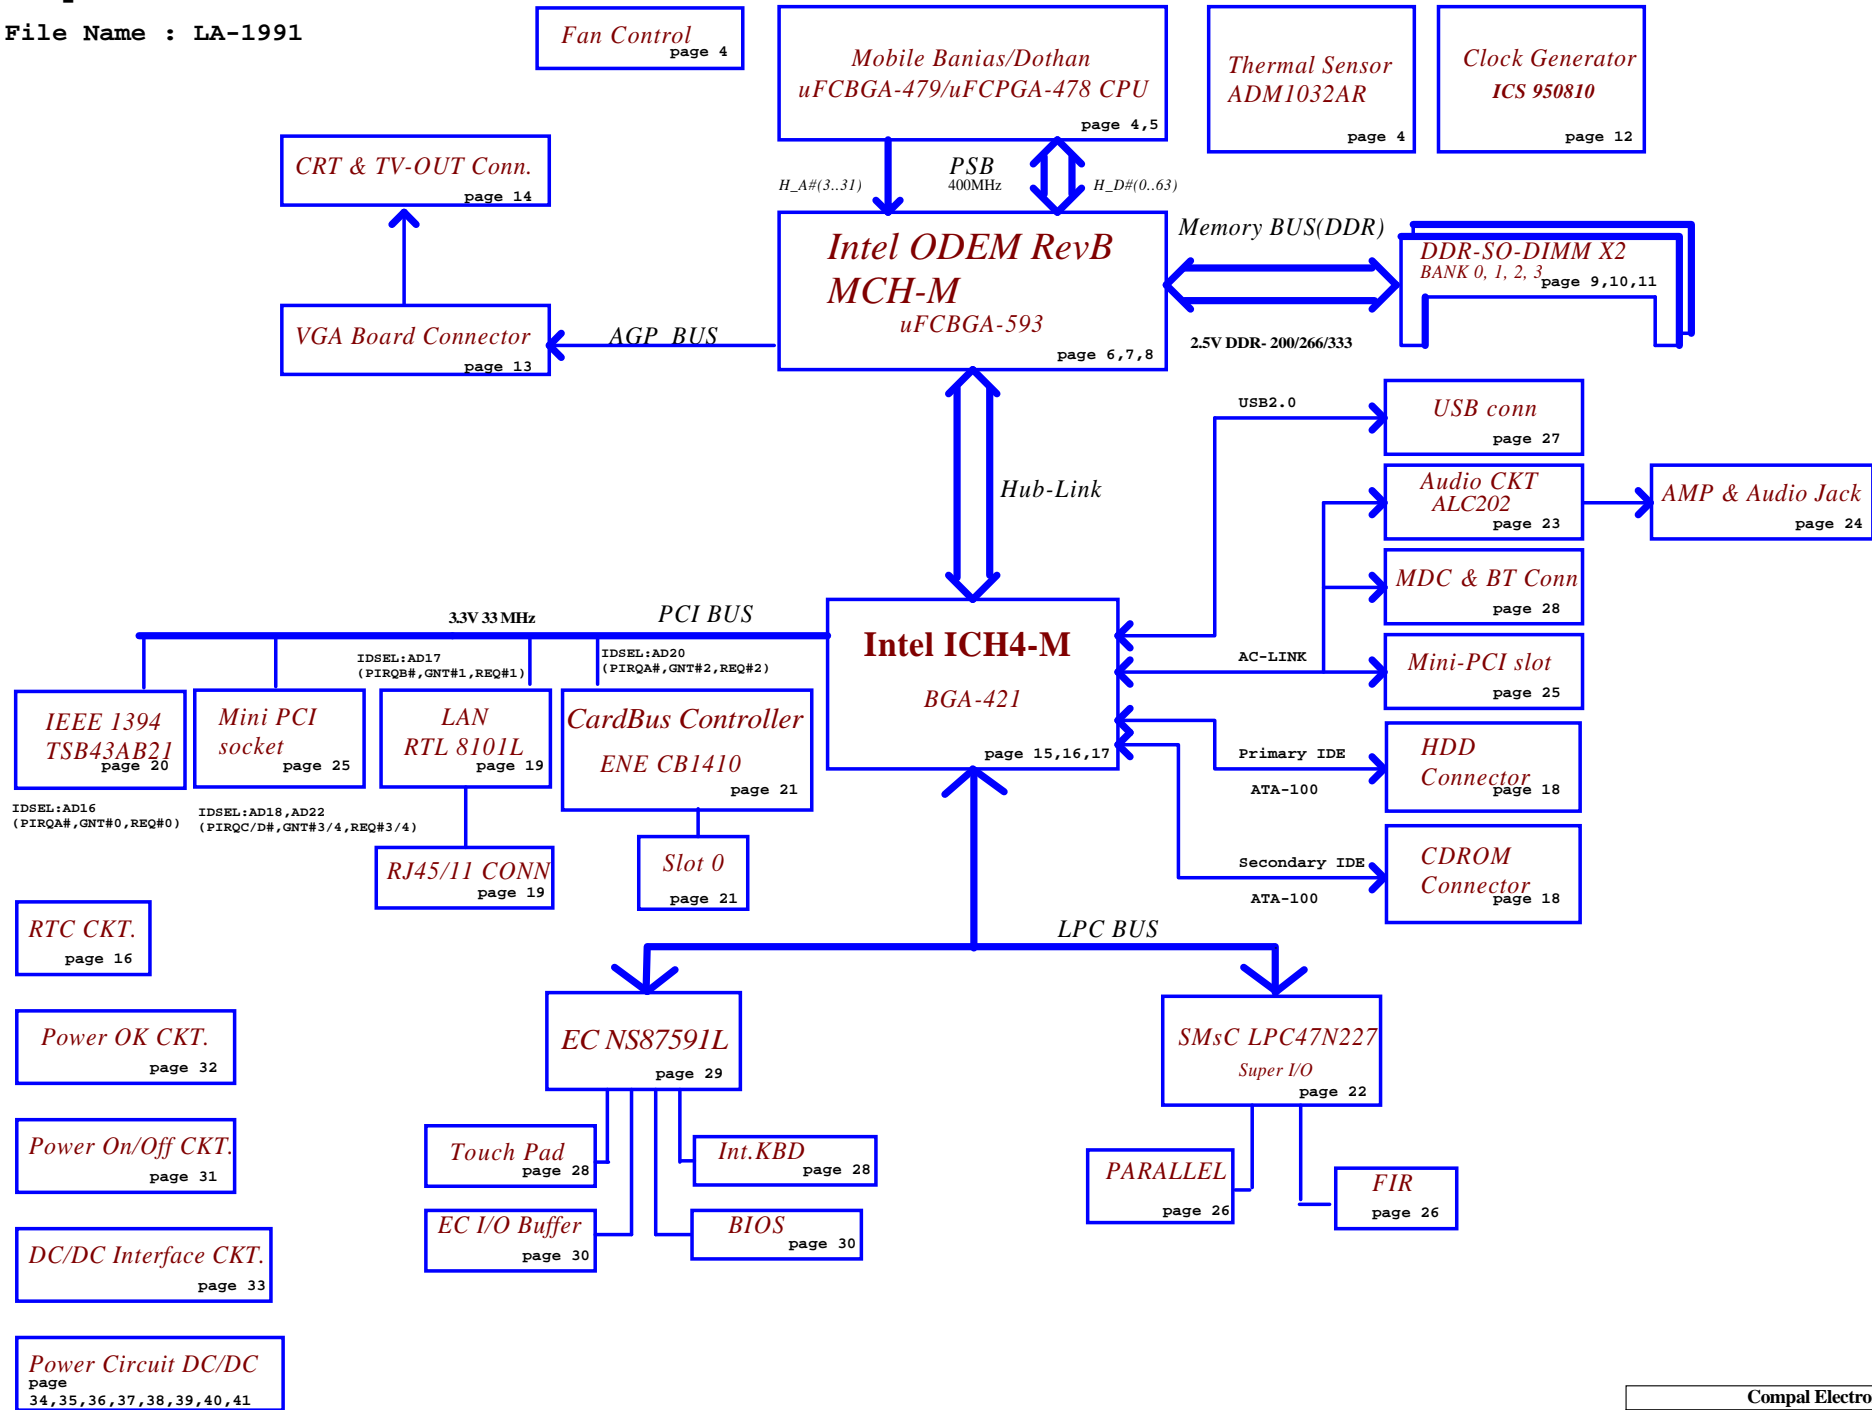 File Name : LA-1991
Fan Control
page 4
Mobile Banias/Dothan
uFCBGA-479/uFCPGA-478 CPU
page 4,5
Thermal Sensor
ADM1032AR
page 4
Clock Generator
ICS 950810
page 12
CRT & TV-OUT Conn.
page 14
H_A#(3..31)
PSB
400MHz
H_D#(0..63)
Intel ODEM RevB
MCH-M
uFCBGA-593
page 6,7,8
Memory BUS(DDR)
2.5V DDR- 200/266/333
DDR-SO-DIMM X2
BANK 0, 1, 2, 3
page 9,10,11
VGA Board Connector
page 13
AGP BUS
Hub-Link
USB2.0
USB conn
page 27
Audio CKT
ALC202
page 23
AMP & Audio Jack
page 24
MDC & BT Conn
page 28
AC-LINK
Mini-PCI slot
page 25
3.3V 33 MHz
PCI BUS
Intel ICH4-M
BGA-421
page 15,16,17
IDSEL:AD17
(PIRQB#,GNT#1,REQ#1)
IDSEL:AD20
(PIRQA#,GNT#2,REQ#2)
IEEE 1394
TSB43AB21
page 20
Mini PCI
socket
page 25
LAN
RTL 8101L
page 19
CardBus Controller
ENE CB1410
page 21
Primary IDE
ATA-100
HDD
Connector
page 18
IDSEL:AD16
(PIRQA#,GNT#0,REQ#0)
IDSEL:AD18,AD22
(PIRQC/D#,GNT#3/4,REQ#3/4)
RJ45/11 CONN
page 19
Slot 0
page 21
Secondary IDE
ATA-100
CDROM
Connector
page 18
RTC CKT.
page 16
LPC BUS
Power OK CKT.
page 32
EC NS87591L
page 29
SMsC LPC47N227
Super I/O
page 22
Power On/Off CKT.
page 31
Touch Pad
page 28
Int.KBD
page 28
PARALLEL
page 26
FIR
page 26
EC I/O Buffer
page 30
BIOS
page 30
DC/DC Interface CKT.
page 33
Power Circuit DC/DC
page
34,35,36,37,38,39,40,41
Compal Electro